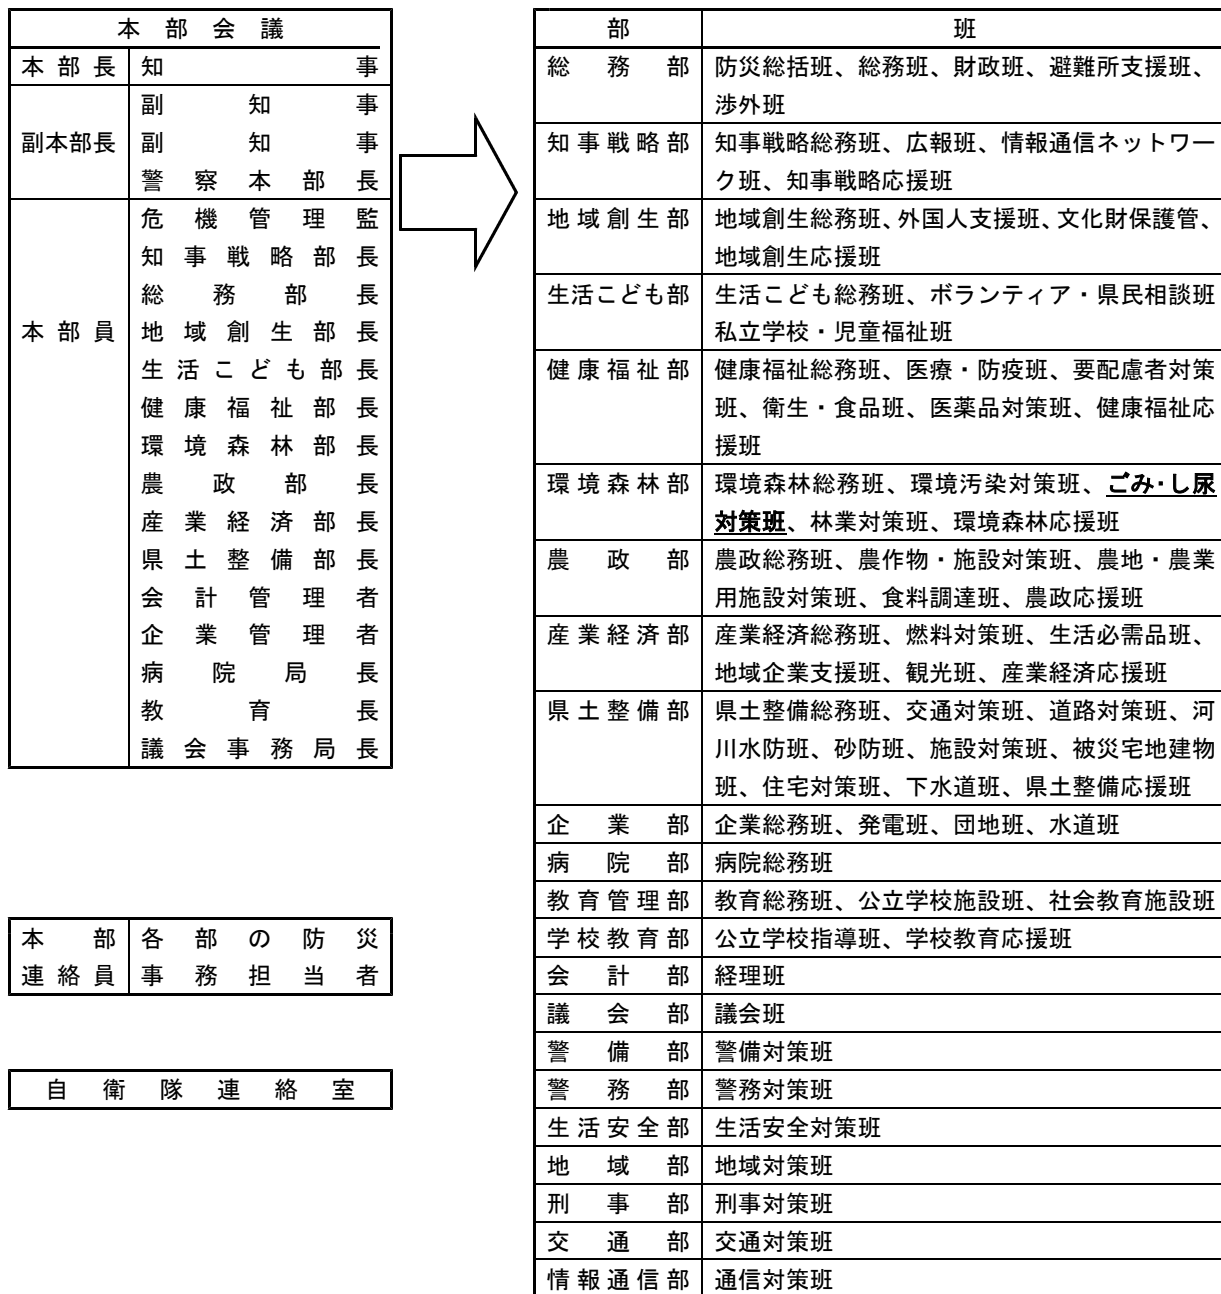 本部会議
本部長 知事
副知事
副本部長 副知事
警察本部長
危機管理監
知事戦略部長
総務部長
本部員 地域創生部長
生活こども部長
健康福祉部長
環境森林部長
農政部長
産業経済部長
県土整備部長
会計管理者
企業管理者
病院局長
教育長
議会事務局長
本部 各部の防災
連絡員 事務担当者
自衛隊連絡室
部 班
総務部 防災総括班、総務班、財政班、避難所支援班、
渉外班
知事戦略部 知事戦略総務班、広報班、情報通信ネットワー
ク班、知事戦略応援班
地域創生部 地域創生総務班、外国人支援班、文化財保護管、
地域創生応援班
生活こども部 生活こども総務班、ボランティア・県民相談班
私立学校・児童福祉班
健康福祉部 健康福祉総務班、医療・防疫班、要配慮者対策
班、衛生・食品班、医薬品対策班、健康福祉応
援班
環境森林部 環境森林総務班、環境汚染対策班、ごみ・し尿
対策班、林業対策班、環境森林応援班
農政部 農政総務班、農作物・施設対策班、農地・農業
用施設対策班、食料調達班、農政応援班
産業経済部 産業経済総務班、燃料対策班、生活必需品班、
地域企業支援班、観光班、産業経済応援班
県土整備部 県土整備総務班、交通対策班、道路対策班、河
川水防班、砂防班、施設対策班、被災宅地建物
班、住宅対策班、下水道班、県土整備応援班
企業部 企業総務班、発電班、団地班、水道班
病院部 病院総務班
教育管理部 教育総務班、公立学校施設班、社会教育施設班
学校教育部 公立学校指導班、学校教育応援班
会計部 経理班
議会部 議会班
警備部 警備対策班
警務部 警務対策班
生活安全部 生活安全対策班
地域部 地域対策班
刑事部 刑事対策班
交通部 交通対策班
情報通信部 通信対策班